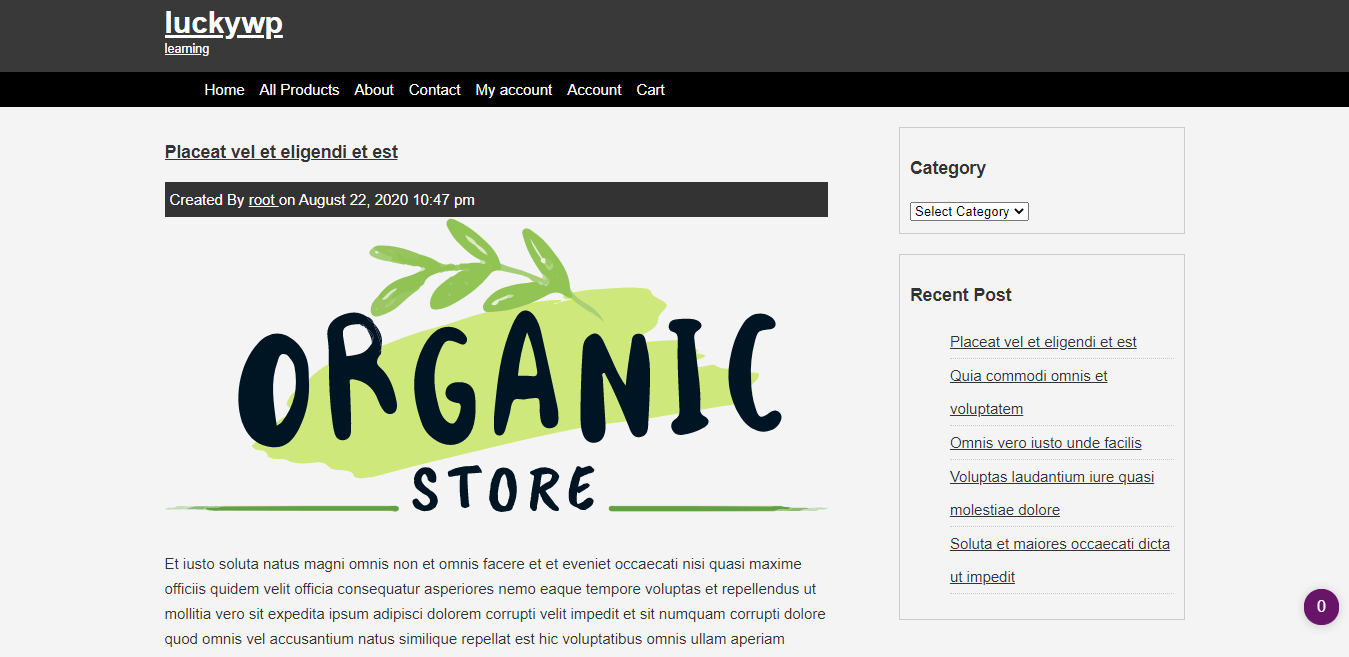 luckywp
learning
Home All Products About Contact My account Account Cart
Placeat vel et eligendi et est
Created By root on August 22, 2020 10:47 pm
ORGANIC
STORE
Et iusto soluta natus magni omnis non et omnis facere et et eveniet occaecati nisi quasi maxime
officiis quidem velit officia consequatur asperiores nemo eaque tempore voluptas et repellendus ut
mollitia vero sit expedita ipsum adipisci dolorem corrupti velit impedit et sit numquam corrupti dolore
quod omnis vel accusantium natus similique repellat est hic voluptatibus omnis ullam aperiam
Category
Select Category
Recent Post
Placeat vel et eligendi et est
Quia commodi omnis et
voluptatem
Omnis vero iusto unde facilis
Voluptas laudantium iure quasi
molestiae dolore
Soluta et maiores occaecati dicta
ut impedit
0